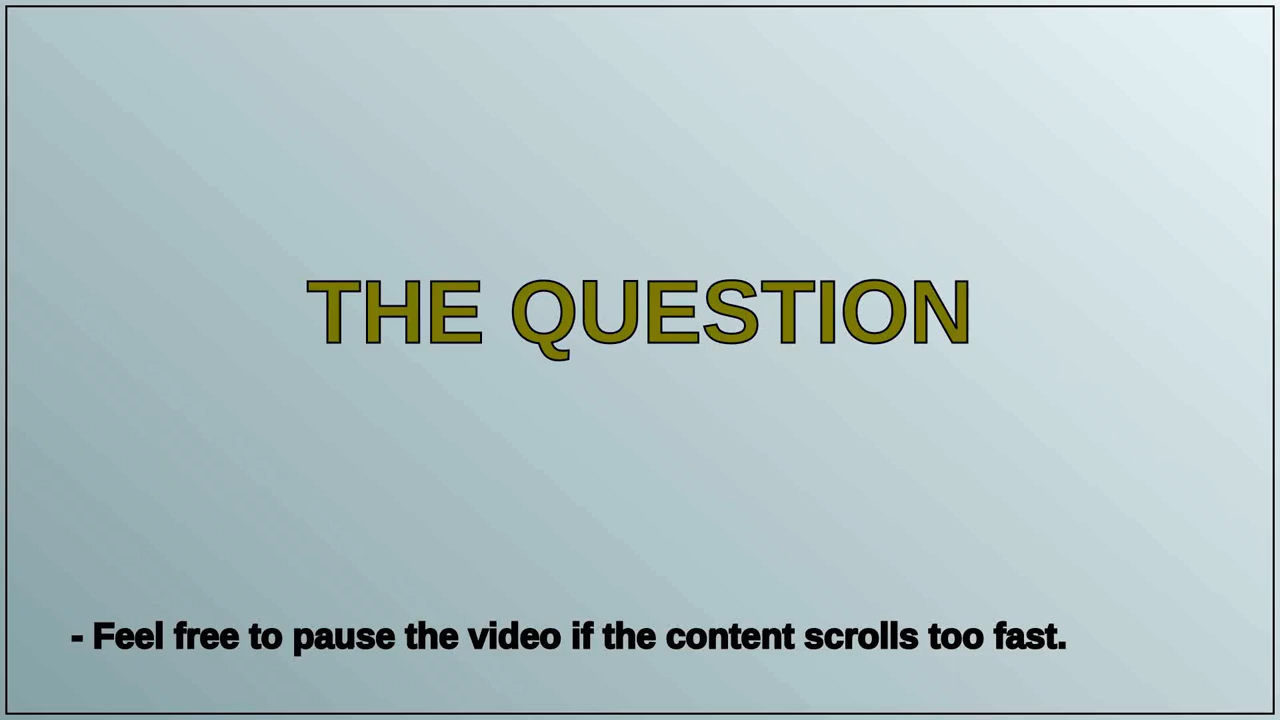 THE QUESTION
- Feel free to pause the video if the content scrolls too fast.